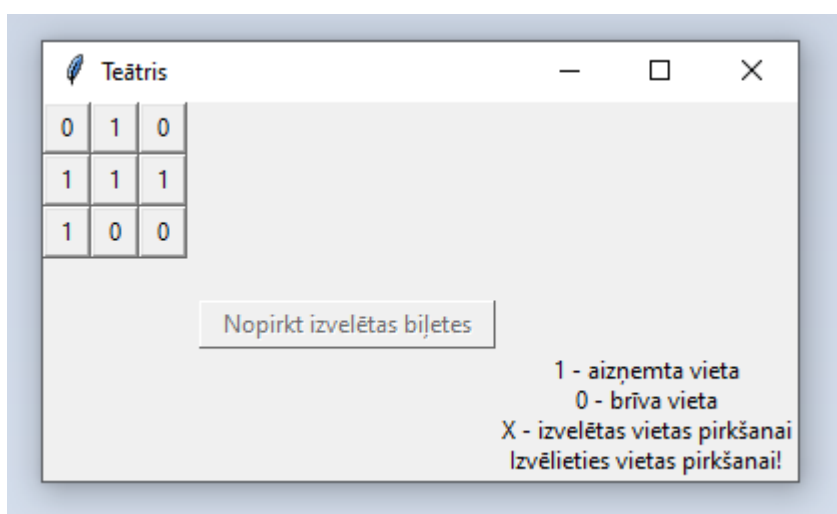 Teātris
0 1 0
1 1 1
1 0 0
Nopirkt izvelētas biļetes
1 - aizņemta vieta
0 - brīva vieta
X - izvelētas vietas pirkšanai
Izvēlieties vietas pirkšanai!